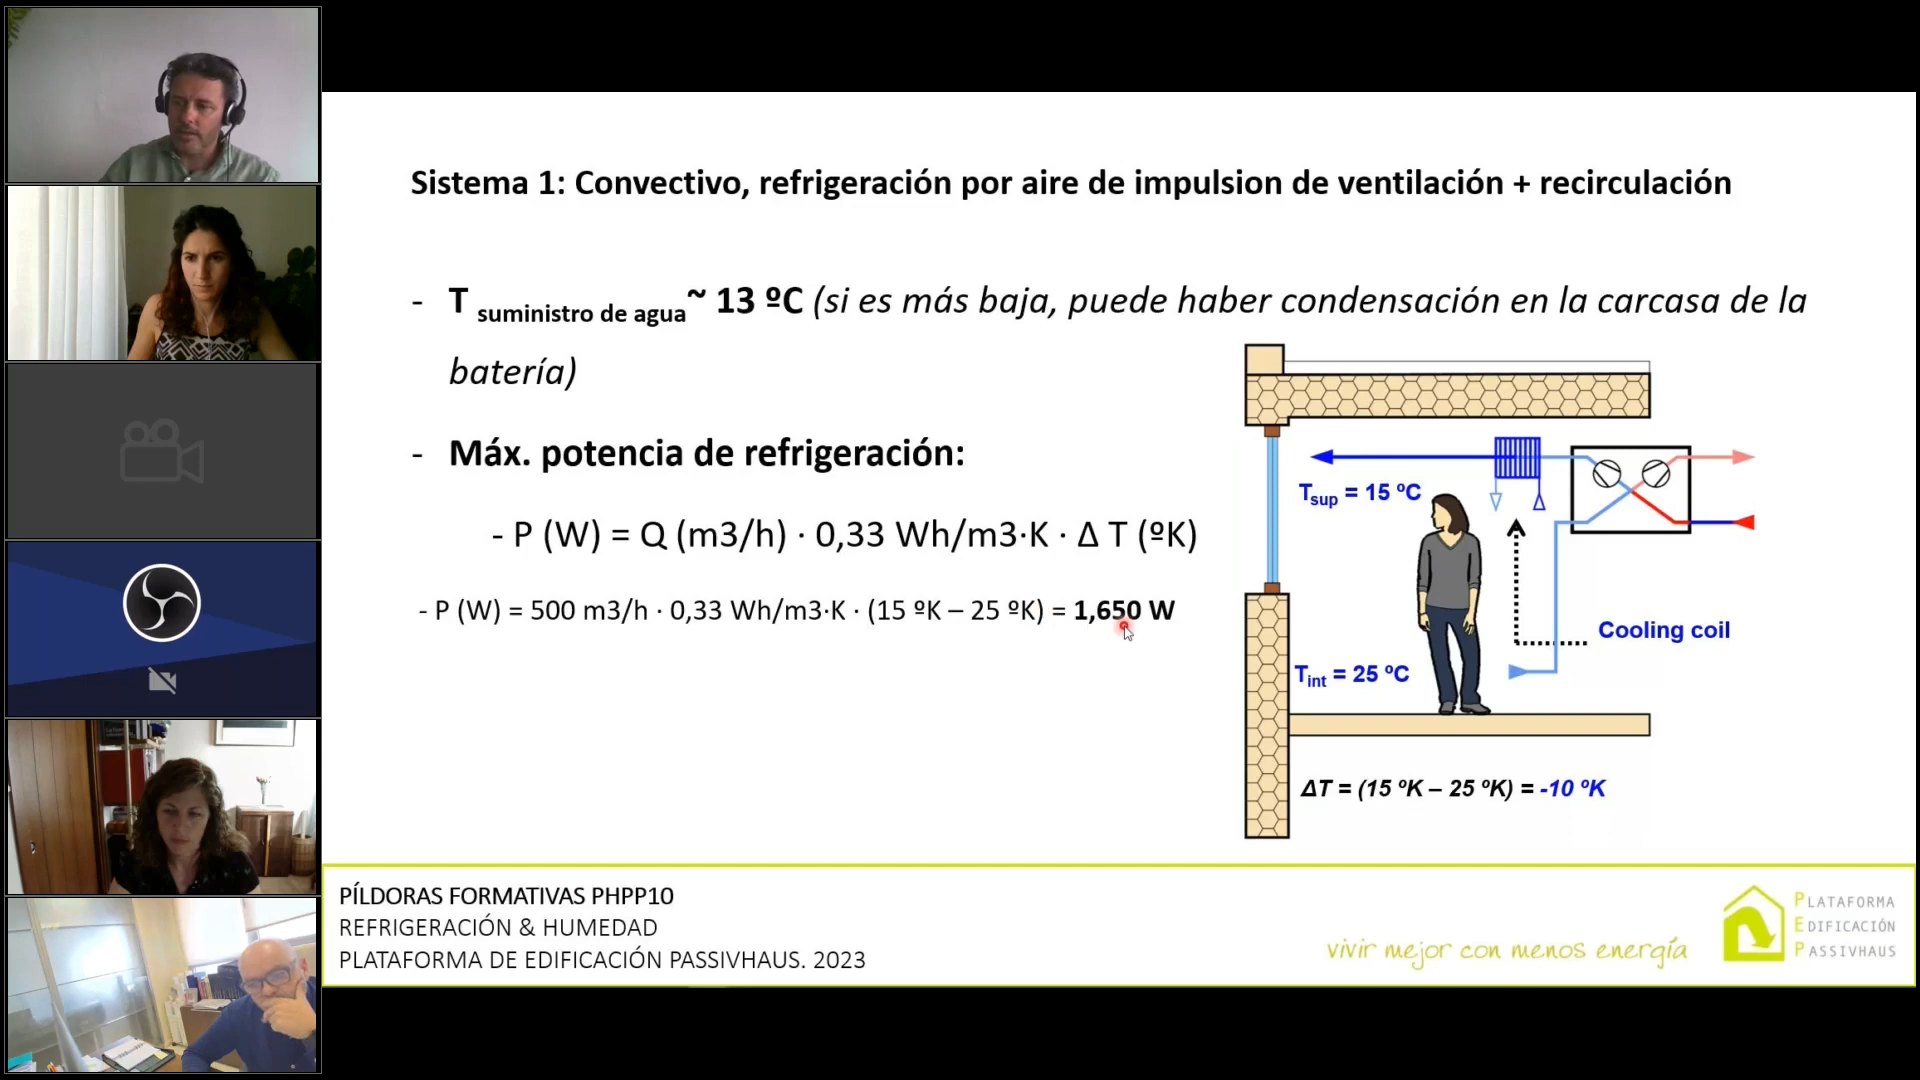 Sistema 1: Convectivo, refrigeración por aire de impulsion de ventilación + recirculación
- T suministro de agua ~ 13 ºC (si es más baja, puede haber condensación en la carcasa de la
batería)
- Máx. potencia de refrigeración:
- P (W) = Q (m3/h) · 0,33 Wh/m3·K · Δ T (ºK)
- P (W) = 500 m3/h · 0,33 Wh/m3·K · (15 ºK – 25 ºK) = 1,650 W
Tsup = 15 ºC
Cooling coil
Tint = 25 ºC
ΔT = (15 ºK – 25 ºK) = -10 ºK
PÍLDORAS FORMATIVAS PHPP10
REFRIGERACIÓN & HUMEDAD
PLATAFORMA DE EDIFICACIÓN PASSIVHAUS. 2023
vivir mejor con menos energía
PLATAFORMA
EDIFICACIÓN
PASSIVHAUS